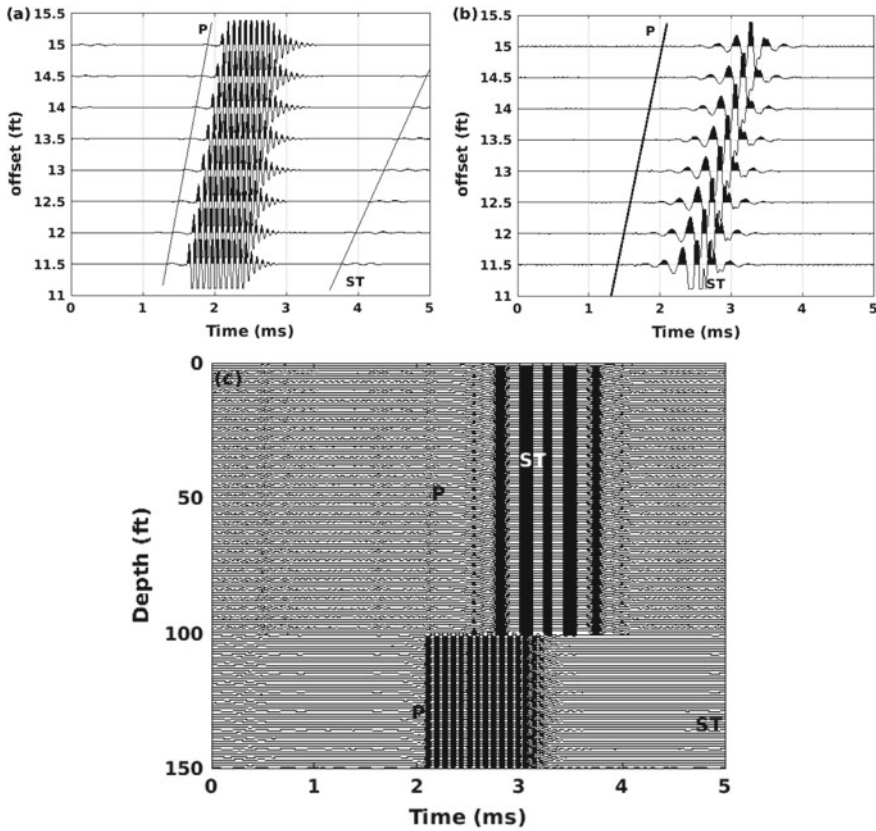 (a)
15.5
15
14.5
14
13.5
13
12.5
12
11.5
11
offset (ft)
P
ST
0 1 2 3 4 5
Time (ms)
(b)
15.5
15
14.5
14
13.5
13
12.5
12
11.5
11
offset (ft)
P
ST
0 1 2 3 4 5
Time (ms)
(c)
0
50
100
150
Depth (ft)
ST
P
P
ST
0 1 2 3 4 5
Time (ms)